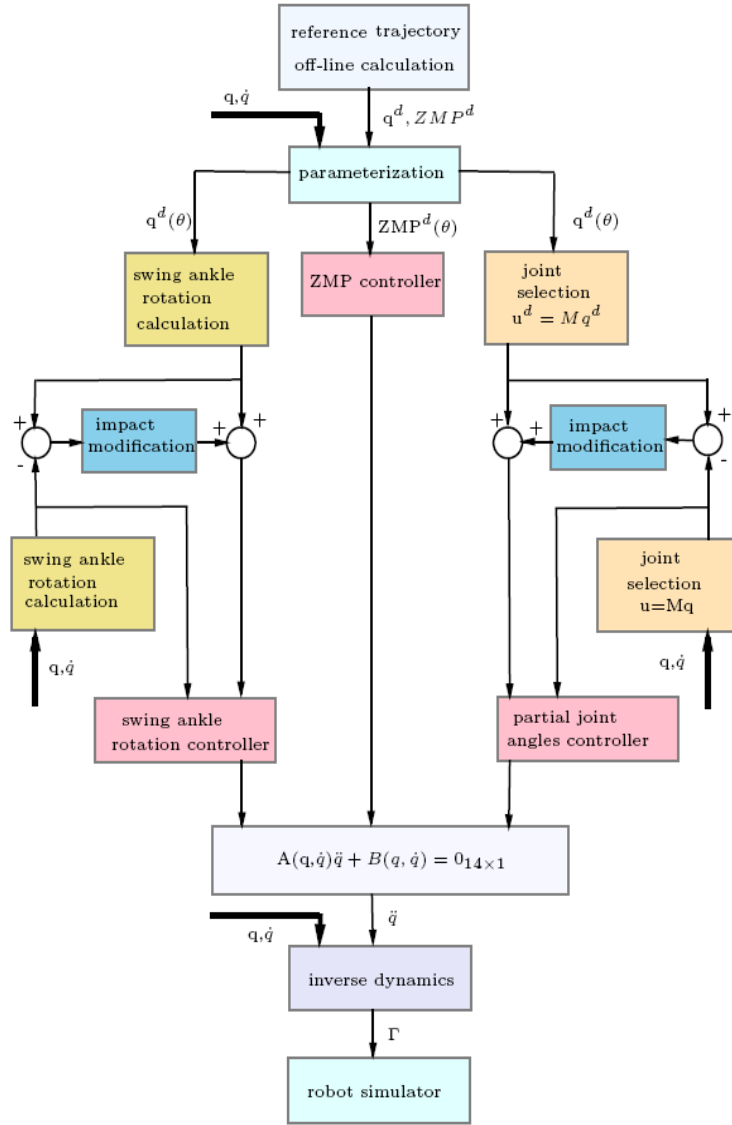 reference trajectory
off-line calculation
q,q̇
q^d, ZMP^d
parameterization
q^d(θ)
ZMP^d(θ)
q^d(θ)
swing ankle
rotation
calculation
ZMP controller
joint
selection
u^d = Mq^d
+
+
+
impact
modification
+
+
+
impact
modification
+
-
-
swing ankle
rotation
calculation
joint
selection
u=Mq
q,q̇
q,q̇
swing ankle
rotation controller
partial joint
angles controller
A(q,q̇)q̈ + B(q, q̇) = 0_{14×1}
q̈
q,q̇
inverse dynamics
Γ
robot simulator